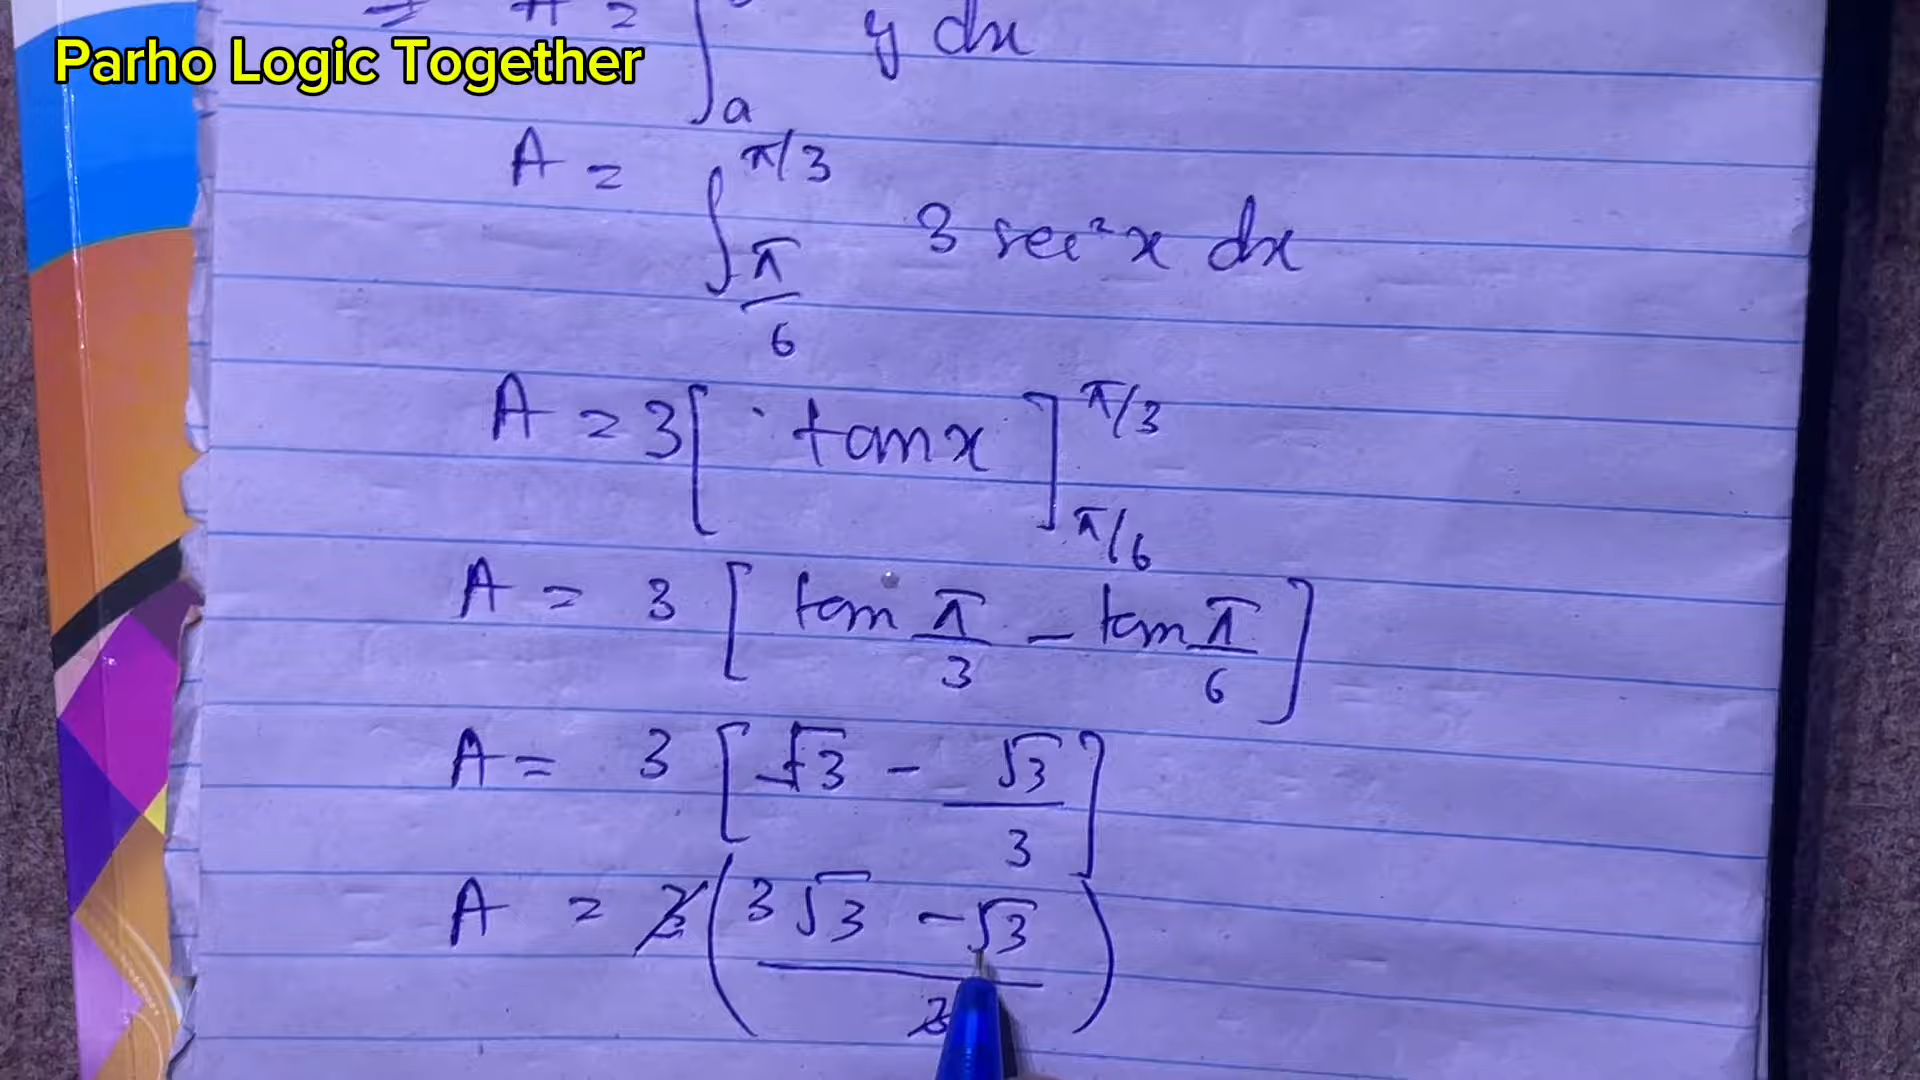 = A = ∫ₐ y dx
Parho Logic Together
A = ∫_{π/6}^{π/3} 3 sec²x dx
A = 3[tanx]_{π/6}^{π/3}
A = 3 [tan π/3 - tan π/6]
A = 3 [√3 - √3/3]
A = 3((3√3 - √3)/3)